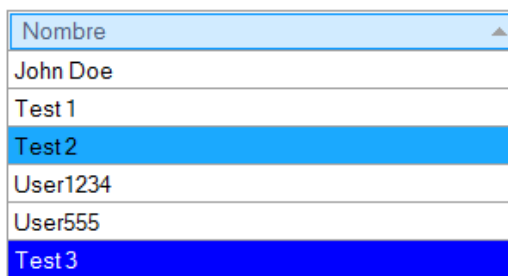 Nombre
John Doe
Test 1
Test 2
User1234
User555
Test 3